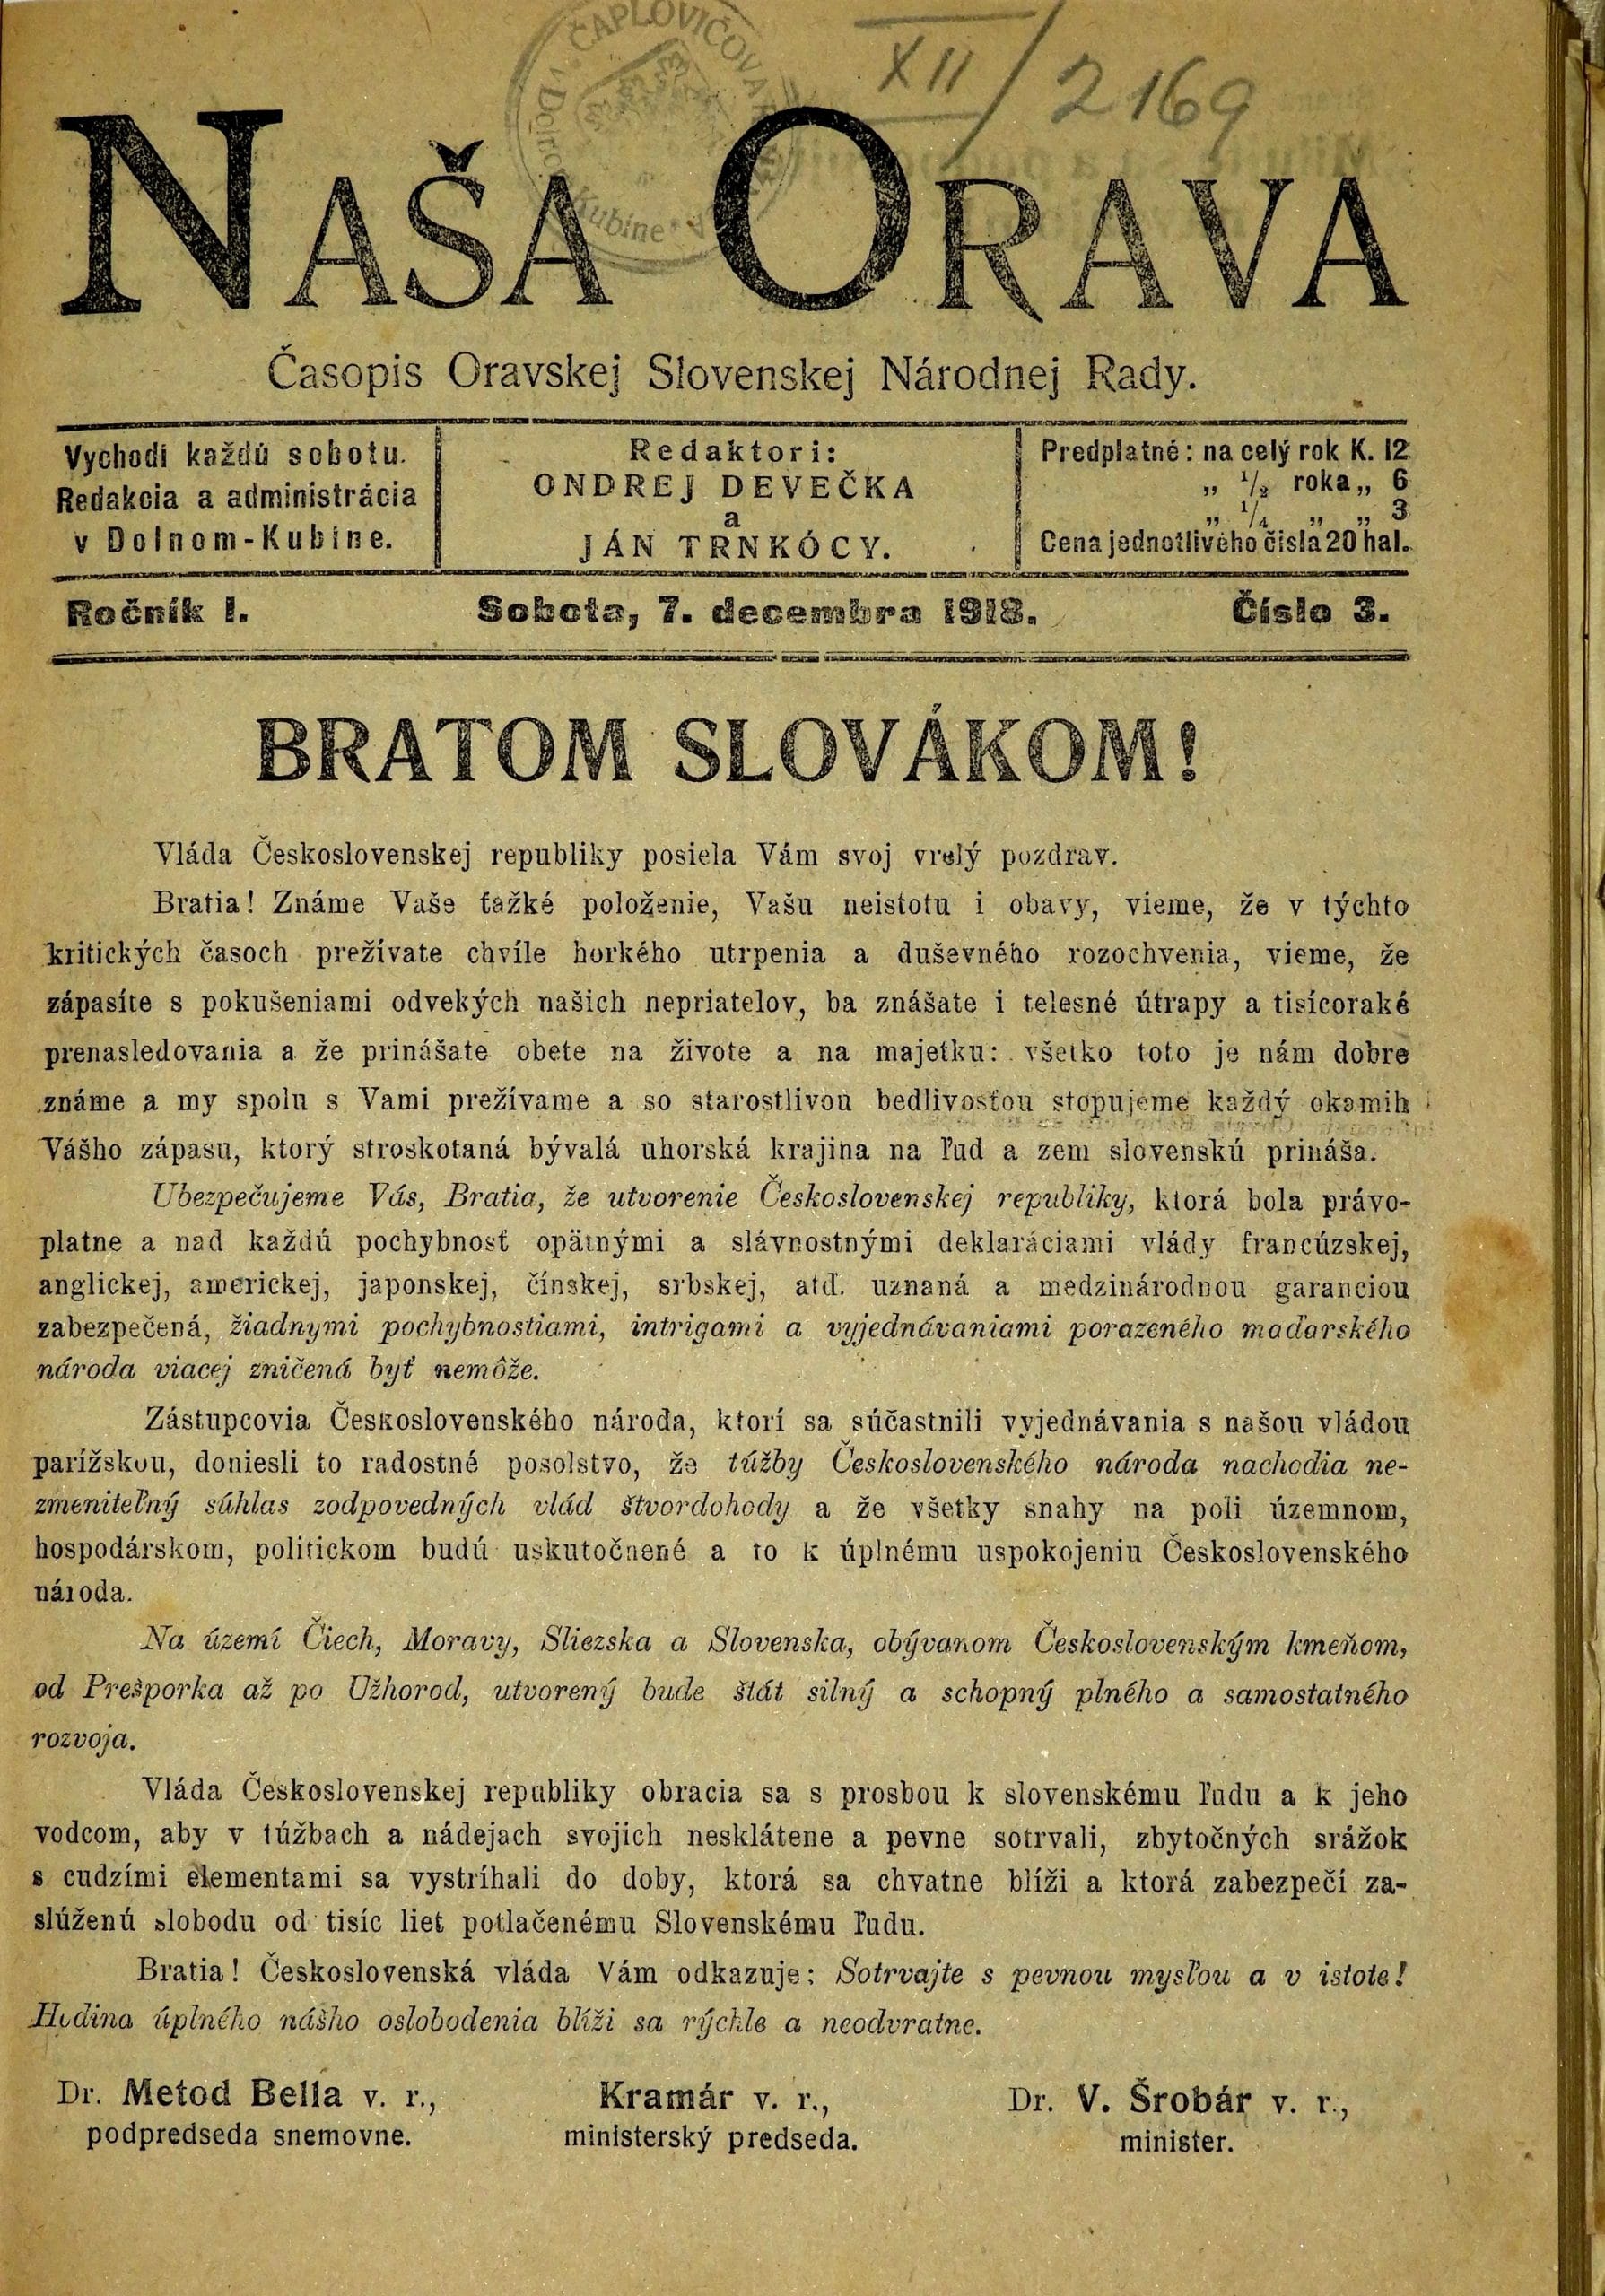 ČAPLOVIČOVA
XII / 2169
NAŠA ORAVA
Časopis Oravskej Slovenskej Národnej Rady.
Vychodí každú sobotu.
Redakcia a administrácia
v Dolnom-Kubíne.
Redaktori:
ONDREJ DEVEČKA
a
JÁN TRNKÓCY.
Predplatné: na celý rok K. 12
„ 1/2 roka „ 6
„ 1/4 „ „ 3
Cena jednotlivého čísla 20 hal.
Ročník I.
Sobota, 7. decembra 1918.
Číslo 3.
BRATOM SLOVÁKOM!
Vláda Československej republiky posiela Vám svoj vrelý pozdrav.
Bratia! Známe Vaše ťažké položenie, Vašu neistotu i obavy, vieme, že v týchto
kritických časoch prežívate chvíle horkého utrpenia a duševného rozochvenia, vieme, že
zápasíte s pokušeniami odvekých našich nepriatelov, ba znášate i telesné útrapy a tisícoraké
prenasledovania a že prinášate obete na živote a na majetku: všetko toto je nám dobre
známe a my spolu s Vami prežívame a so starostlivou bedlivosťou stopujeme každý okamih
Vášho zápasu, ktorý stroskotaná bývalá uhorská krajina na ľud a zem slovenskú prináša.
Ubezpečujeme Vás, Bratia, že utvorenie Československej republiky, ktorá bola právo-
platne a nad každú pochybnosť opätnými a slávnostnými deklaráciami vlády francúzskej,
anglickej, americkej, japonskej, čínskej, srbskej, atď. uznaná a medzinárodnou garanciou
zabezpečená, žiadnymi pochybnostiami, intrigami a vyjednávaniami porazeného maďarského
národa viacej zničená byť nemôže.
Zástupcovia Československého národa, ktorí sa súčastnili vyjednávania s našou vládou
parížskou, doniesli to radostné posolstvo, že túžby Československého národa nachodia ne-
zmeniteľný súhlas zodpovedných vlád štvordohody a že všetky snahy na poli územnom,
hospodárskom, politickom budú uskutočnené a to k úplnému uspokojeniu Československého
národa.
Na území Čiech, Moravy, Sliezska a Slovenska, obývanom Československým kmeňom,
od Prešporka až po Užhorod, utvorený bude štát silný a schopný plného a samostatného
rozvoja.
Vláda Československej republiky obracia sa s prosbou k slovenskému ľudu a k jeho
vodcom, aby v túžbach a nádejach svojich nesklátene a pevne sotrvali, zbytočných srážok
s cudzími elementami sa vystríhali do doby, ktorá sa chvatne blíži a ktorá zabezpečí za-
slúženú slobodu od tisíc liet potlačenému Slovenskému ľudu.
Bratia! Československá vláda Vám odkazuje: Sotrvajte s pevnou mysľou a v istote!
Hodina úplného nášho oslobodenia blíži sa rýchle a neodvratne.
Dr. Metod Bella v. r.,
podpredseda snemovne.
Kramár v. r.,
ministerský predseda.
Dr. V. Šrobár v. r.,
minister.